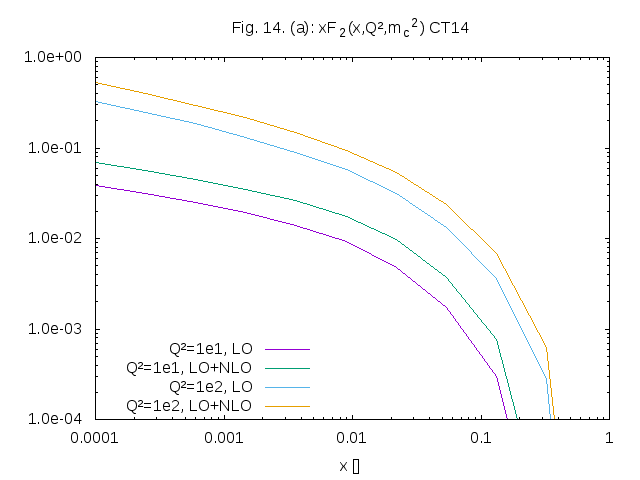 Fig. 14. (a): xF₂(x,Q²,m_c²) CT14
1.0e+00
1.0e-01
1.0e-02
1.0e-03
1.0e-04
Q²=1e1, LO
Q²=1e1, LO+NLO
Q²=1e2, LO
Q²=1e2, LO+NLO
0.0001 0.001 0.01 0.1 1
x []